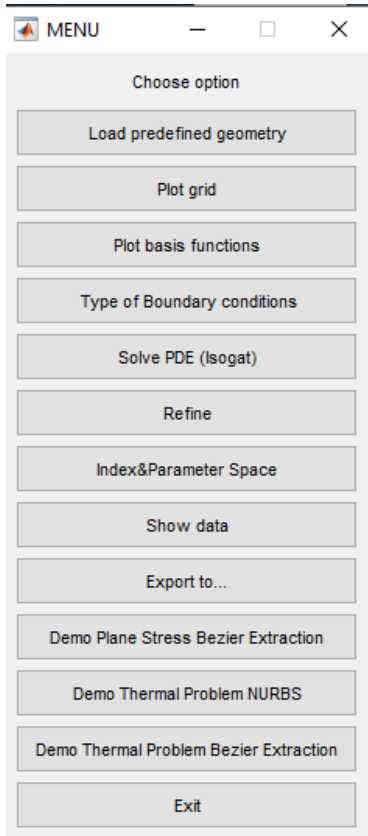 MENU
Choose option
Load predefined geometry
Plot grid
Plot basis functions
Type of Boundary conditions
Solve PDE (Isogat)
Refine
Index&Parameter Space
Show data
Export to...
Demo Plane Stress Bezier Extraction
Demo Thermal Problem NURBS
Demo Thermal Problem Bezier Extraction
Exit